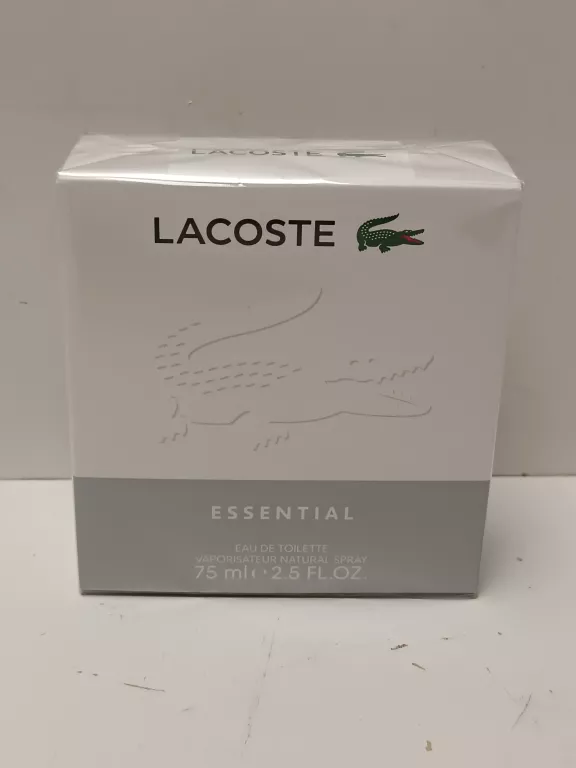 LACOSTE
LACOSTE
ESSENTIAL
EAU DE TOILETTE
VAPORISATEUR NATURAL SPRAY
75 ml ℮ 2.5 FL.OZ.